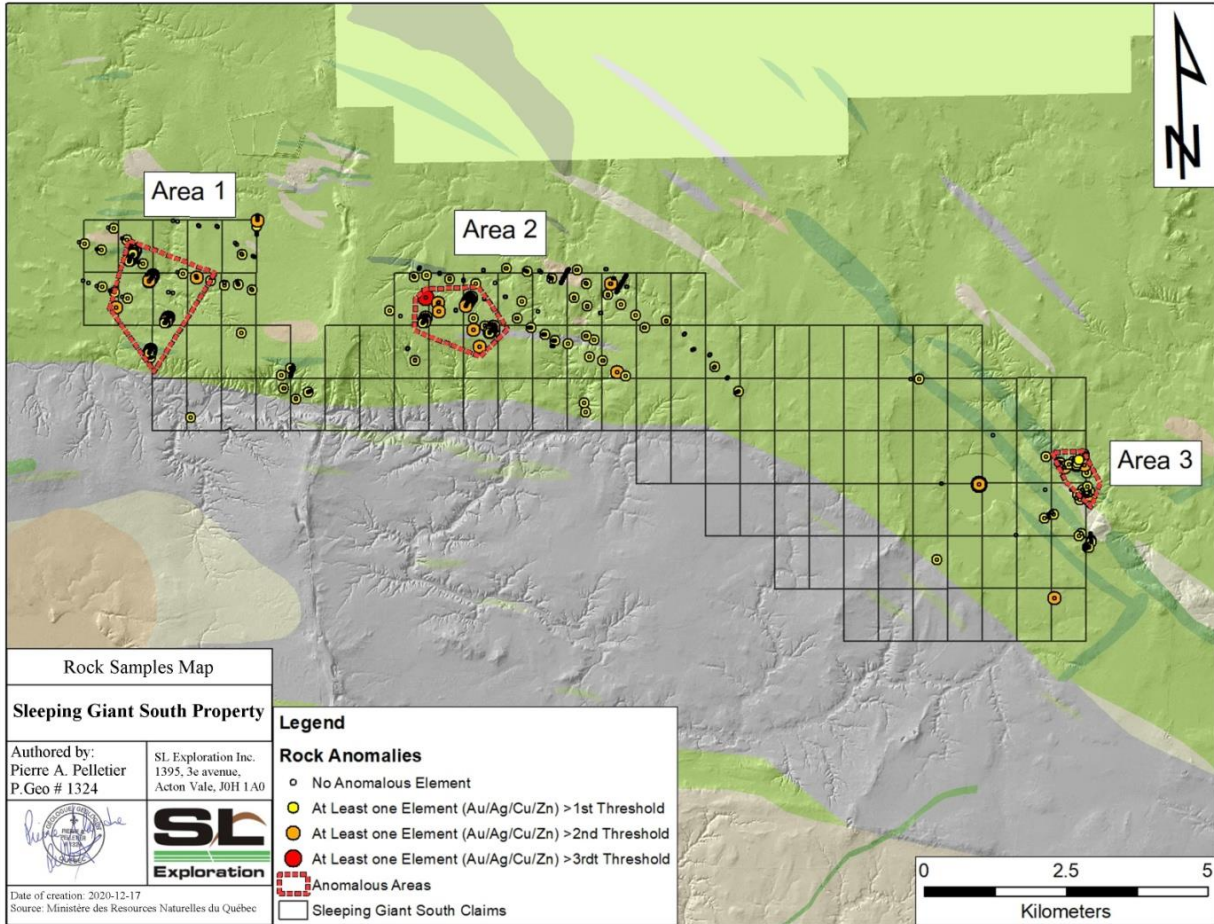 N
Area 1
Area 2
Area 3
Rock Samples Map
Sleeping Giant South Property
Authored by:
Pierre A. Pelletier
P.Geo # 1324
SL Exploration Inc.
1395, 3e avenue,
Acton Vale, J0H 1A0
SL
Exploration
Date of creation: 2020-12-17
Source: Ministère des Resources Naturelles du Québec
Legend
Rock Anomalies
No Anomalous Element
At Least one Element (Au/Ag/Cu/Zn) >1st Threshold
At Least one Element (Au/Ag/Cu/Zn) >2nd Threshold
At Least one Element (Au/Ag/Cu/Zn) >3rdt Threshold
Anomalous Areas
Sleeping Giant South Claims
0 2.5 5
Kilometers